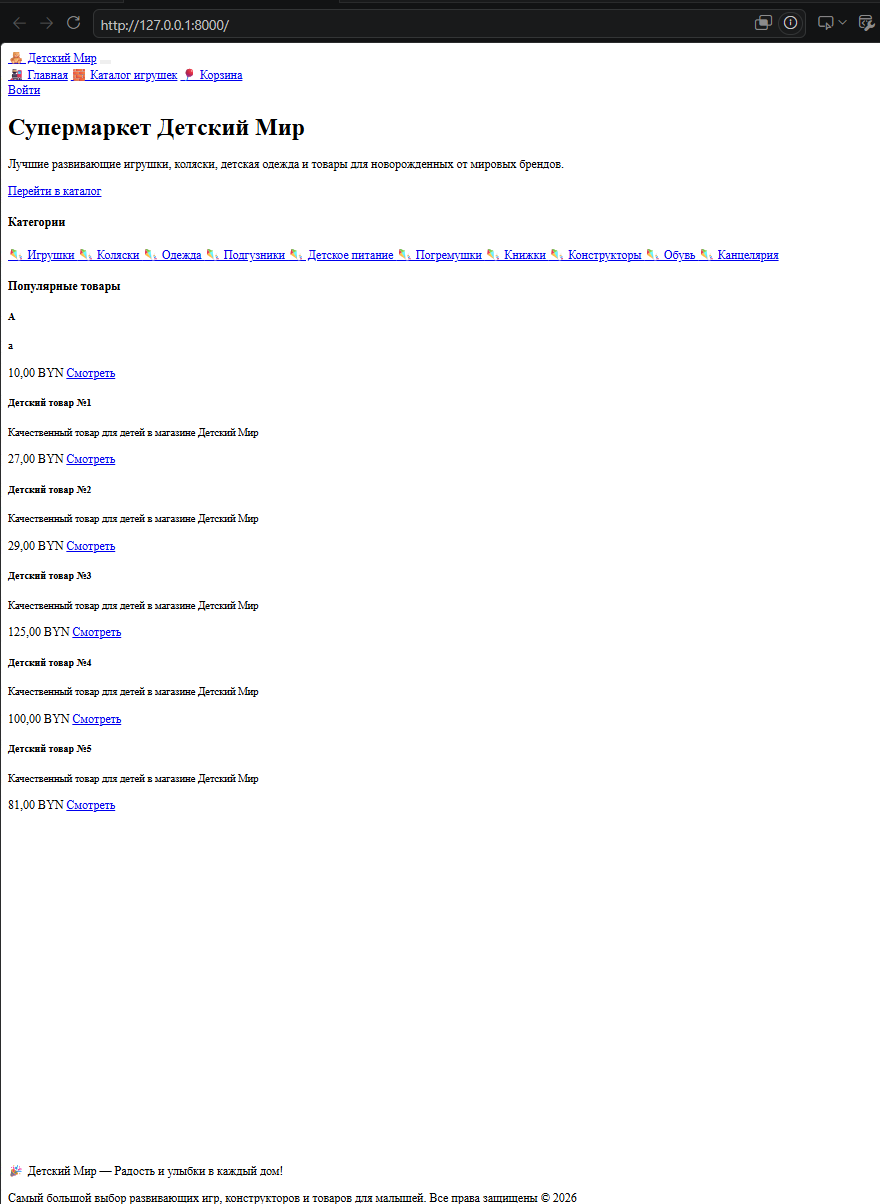 http://127.0.0.1:8000/
Детский Мир
Главная Каталог игрушек Корзина
Войти
Супермаркет Детский Мир
Лучшие развивающие игрушки, коляски, детская одежда и товары для новорожденных от мировых брендов.
Перейти в каталог
Категории
Игрушки Коляски Одежда Подгузники Детское питание Погремушки Книжки Конструкторы Обувь Канцелярия
Популярные товары
А
а
10,00 BYN Смотреть
Детский товар №1
Качественный товар для детей в магазине Детский Мир
27,00 BYN Смотреть
Детский товар №2
Качественный товар для детей в магазине Детский Мир
29,00 BYN Смотреть
Детский товар №3
Качественный товар для детей в магазине Детский Мир
125,00 BYN Смотреть
Детский товар №4
Качественный товар для детей в магазине Детский Мир
100,00 BYN Смотреть
Детский товар №5
Качественный товар для детей в магазине Детский Мир
81,00 BYN Смотреть
Детский Мир — Радость и улыбки в каждый дом!
Самый большой выбор развивающих игр, конструкторов и товаров для малышей. Все права защищены © 2026